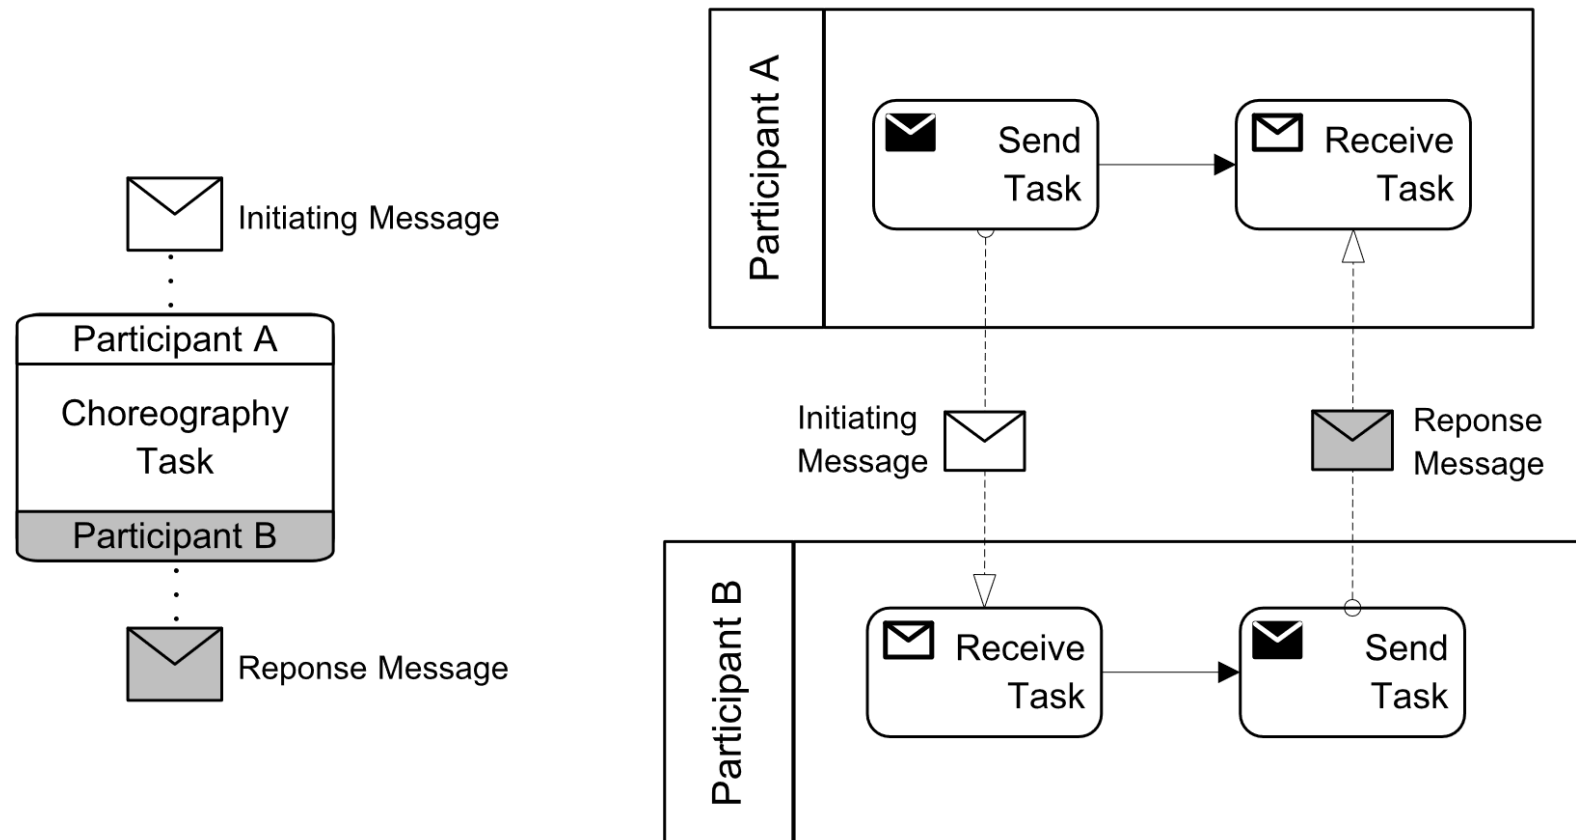 Initiating Message
Participant A
Choreography
Task
Participant B
Reponse Message
Participant A
Send
Task
Receive
Task
Initiating
Message
Reponse
Message
Participant B
Receive
Task
Send
Task